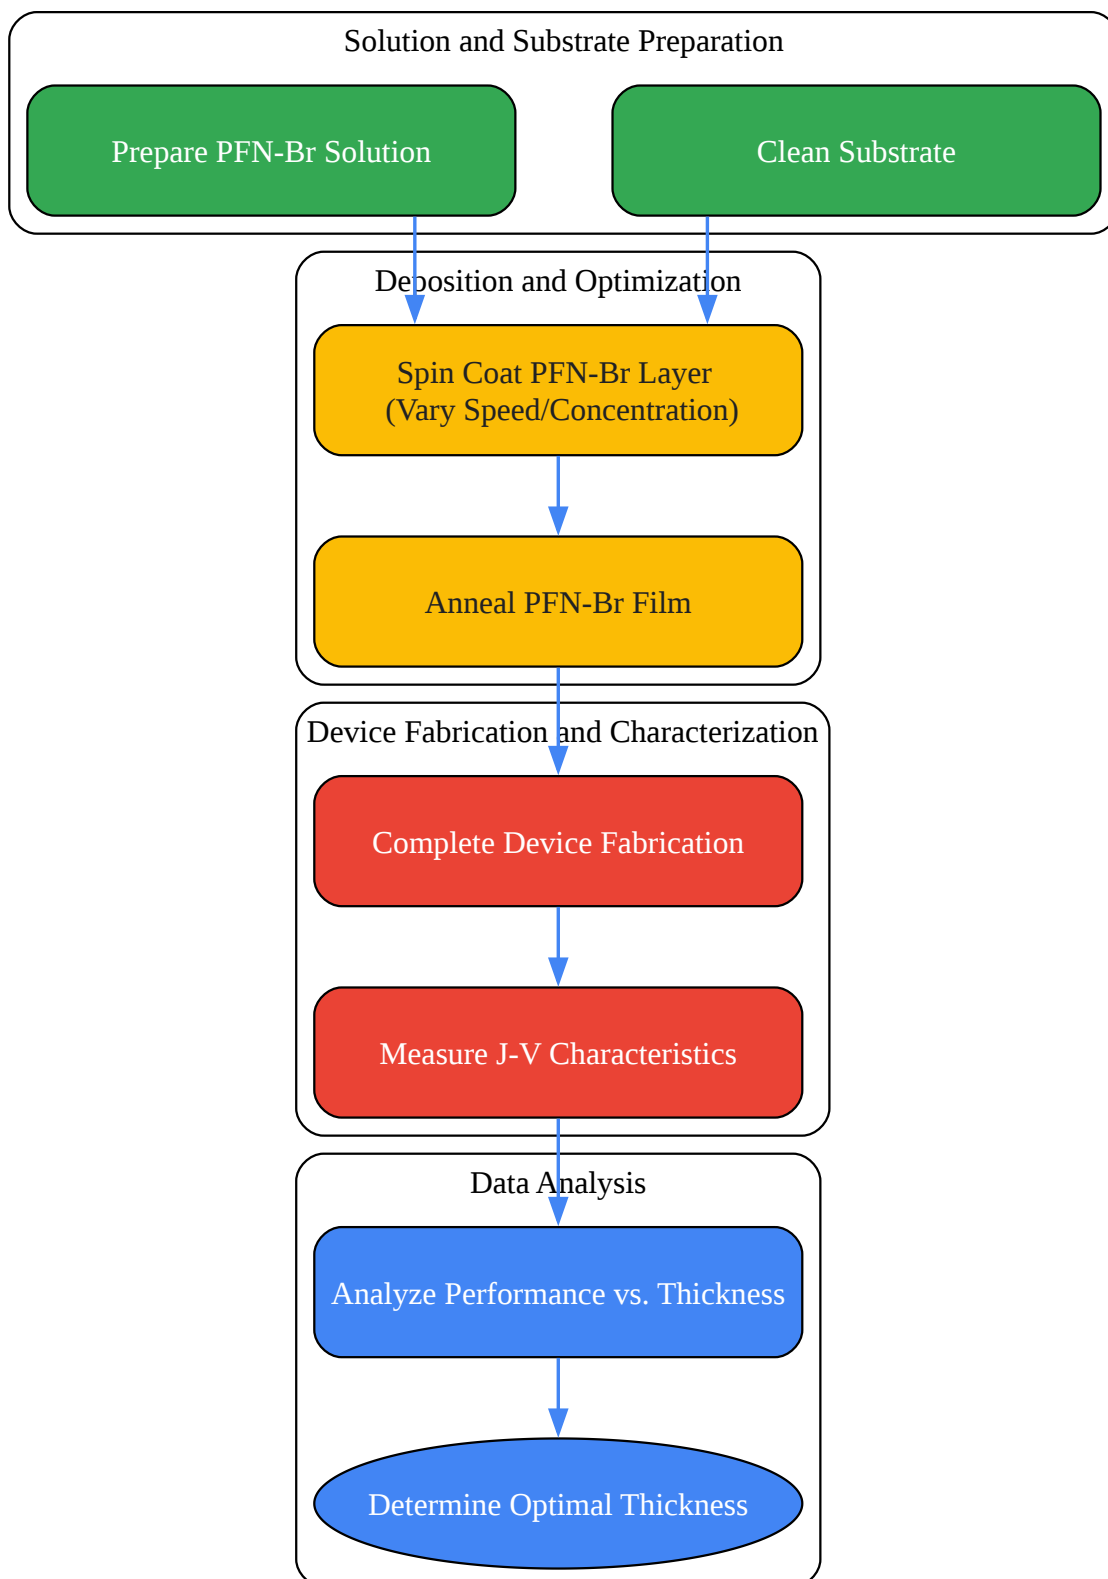 Solution and Substrate Preparation
Prepare PFN-Br Solution
Clean Substrate
Deposition and Optimization
Spin Coat PFN-Br Layer
(Vary Speed/Concentration)
Anneal PFN-Br Film
Device Fabrication and Characterization
Complete Device Fabrication
Measure J-V Characteristics
Data Analysis
Analyze Performance vs. Thickness
Determine Optimal Thickness